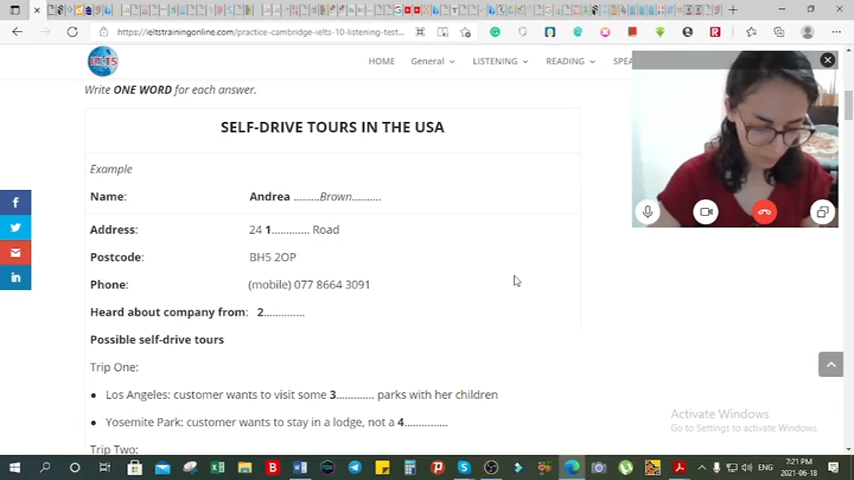 https://ieltstrainingonline.com/practice-cambridge-ielts-10-listening-test...
IELTS
HOME General LISTENING READING SPEA
Write ONE WORD for each answer.
SELF-DRIVE TOURS IN THE USA
Example
Name: Andrea .........Brown..........
Address: 24 1............. Road
Postcode: BH5 2OP
Phone: (mobile) 077 8664 3091
Heard about company from: 2..............
Possible self-drive tours
Trip One:
● Los Angeles: customer wants to visit some 3............. parks with her children
● Yosemite Park: customer wants to stay in a lodge, not a 4...............
Trip Two:
Activate Windows
Go to Settings to activate Windows.
ENG
7:21 PM
2021-06-18